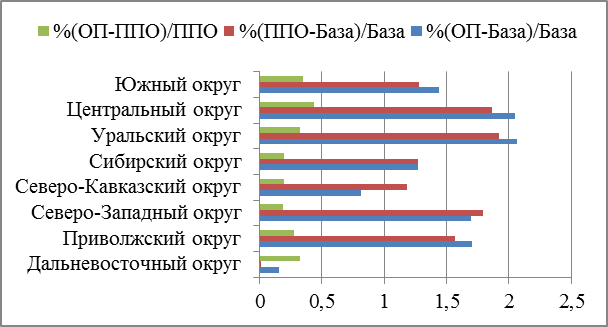 %(ОП-ППО)/ППО %(ППО-База)/База %(ОП-База)/База
Южный округ
Центральный округ
Уральский округ
Сибирский округ
Северо-Кавказский округ
Северо-Западный округ
Приволжский округ
Дальневосточный округ
0 0,5 1 1,5 2 2,5